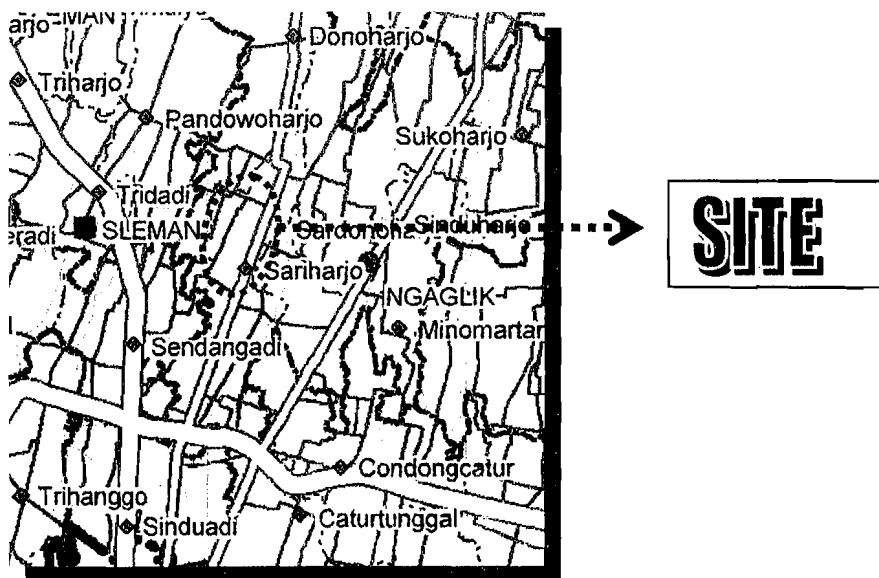 Donoharjo
Triharjo
Pandowoharjo
Sukoharjo
Tridadi
SLEMAN
Sinduharjo
Sariharjo
NGAGLIK
Minomartan
Sendangadi
Condongcatur
Trihanggo
Sinduadi
Caturtunggal
SITE